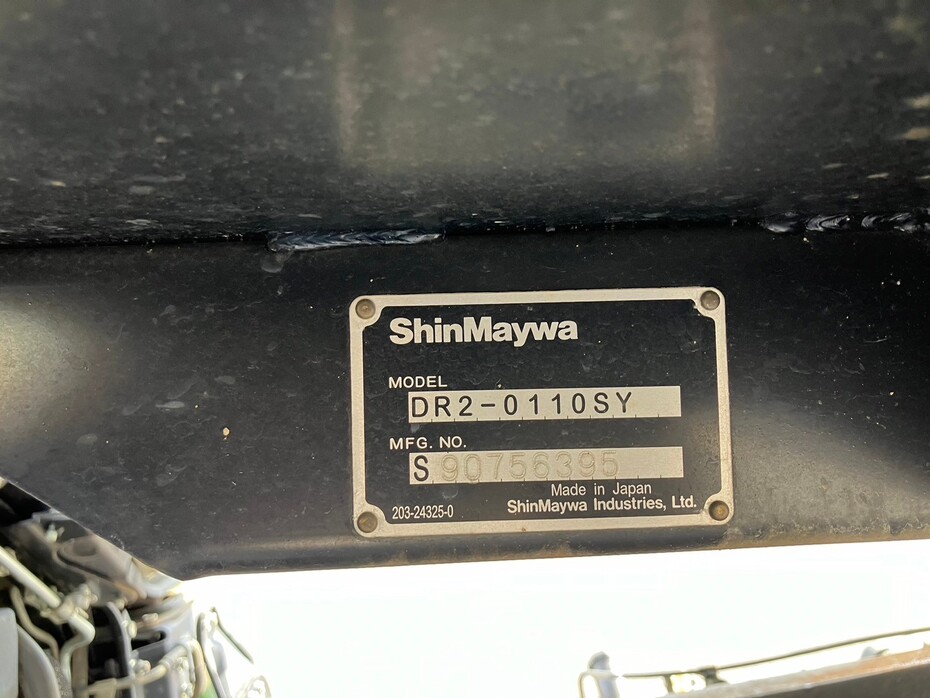 ShinMaywa
MODEL
DR2-0110SY
MFG. NO.
S 90756395
Made in Japan
203-24325-0 ShinMaywa Industries, Ltd.